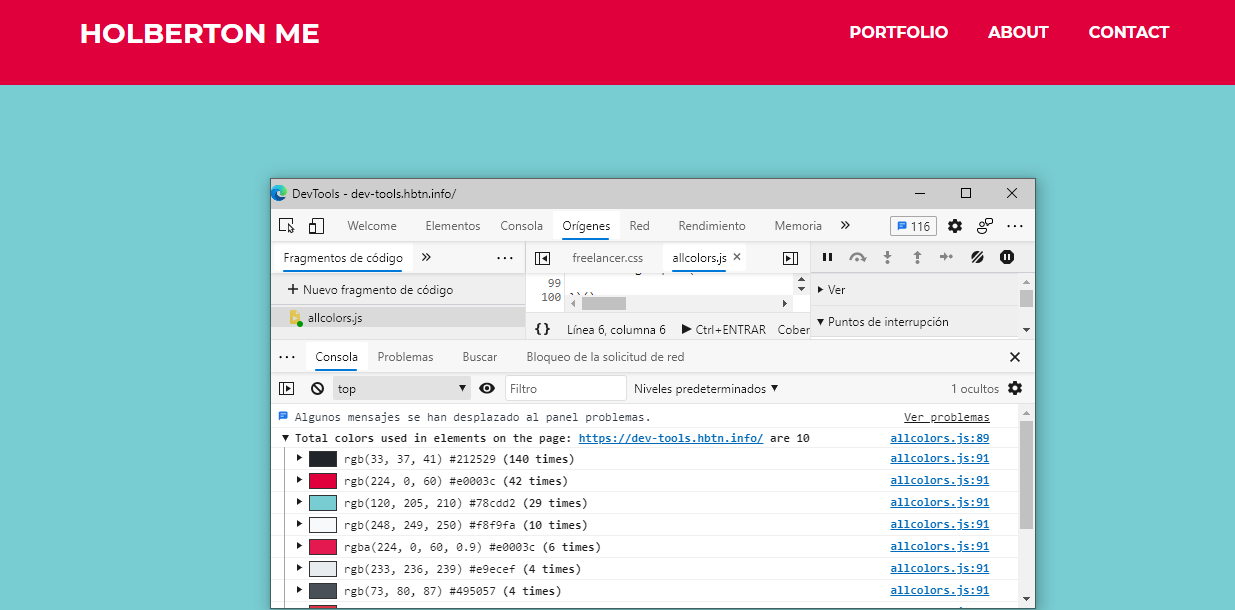 HOLBERTON ME PORTFOLIO ABOUT CONTACT
DevTools - dev-tools.hbtn.info/
Welcome Elementos Consola Orígenes Red Rendimiento Memoria » 116
Fragmentos de código » freelancer.css allcolors.js
+ Nuevo fragmento de código
allcolors.js
99
100 })()
{} Línea 6, columna 6 Ctrl+ENTRAR Cober
Ver
Puntos de interrupción
Consola Problemas Buscar Bloqueo de la solicitud de red
top Filtro Niveles predeterminados 1 ocultos
Algunos mensajes se han desplazado al panel problemas. Ver problemas
Total colors used in elements on the page: https://dev-tools.hbtn.info/ are 10 allcolors.js:89
rgb(33, 37, 41) #212529 (140 times) allcolors.js:91
rgb(224, 0, 60) #e0003c (42 times) allcolors.js:91
rgb(120, 205, 210) #78cdd2 (29 times) allcolors.js:91
rgb(248, 249, 250) #f8f9fa (10 times) allcolors.js:91
rgba(224, 0, 60, 0.9) #e0003c (6 times) allcolors.js:91
rgb(233, 236, 239) #e9ecef (4 times) allcolors.js:91
rgb(73, 80, 87) #495057 (4 times) allcolors.js:91